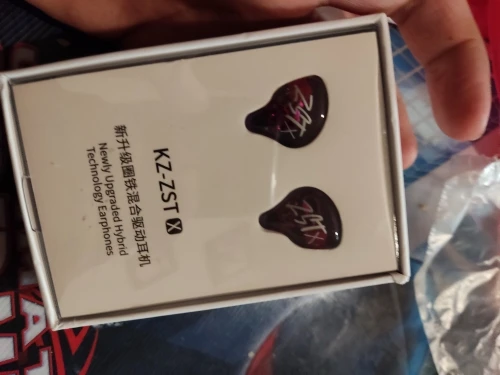 ZSTX
ZSTX
KZ-ZST X
新升级圈铁混合驱动耳机
Newly Upgraded Hybrid
Technology Earphones